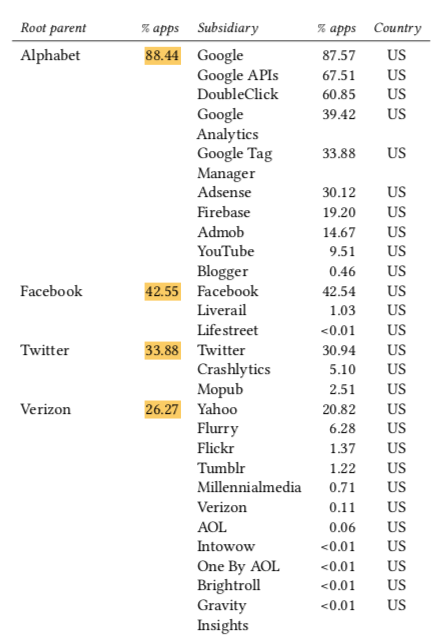 Root parent % apps Subsidiary % apps Country
Alphabet 88.44 Google 87.57 US
Google APIs 67.51 US
DoubleClick 60.85 US
Google 39.42 US
Analytics
Google Tag 33.88 US
Manager
Adsense 30.12 US
Firebase 19.20 US
Admob 14.67 US
YouTube 9.51 US
Blogger 0.46 US
Facebook 42.55 Facebook 42.54 US
Liverail 1.03 US
Lifestreet <0.01 US
Twitter 33.88 Twitter 30.94 US
Crashlytics 5.10 US
Mopub 2.51 US
Verizon 26.27 Yahoo 20.82 US
Flurry 6.28 US
Flickr 1.37 US
Tumblr 1.22 US
Millennialmedia 0.71 US
Verizon 0.11 US
AOL 0.06 US
Intowow <0.01 US
One By AOL <0.01 US
Brightroll <0.01 US
Gravity <0.01 US
Insights